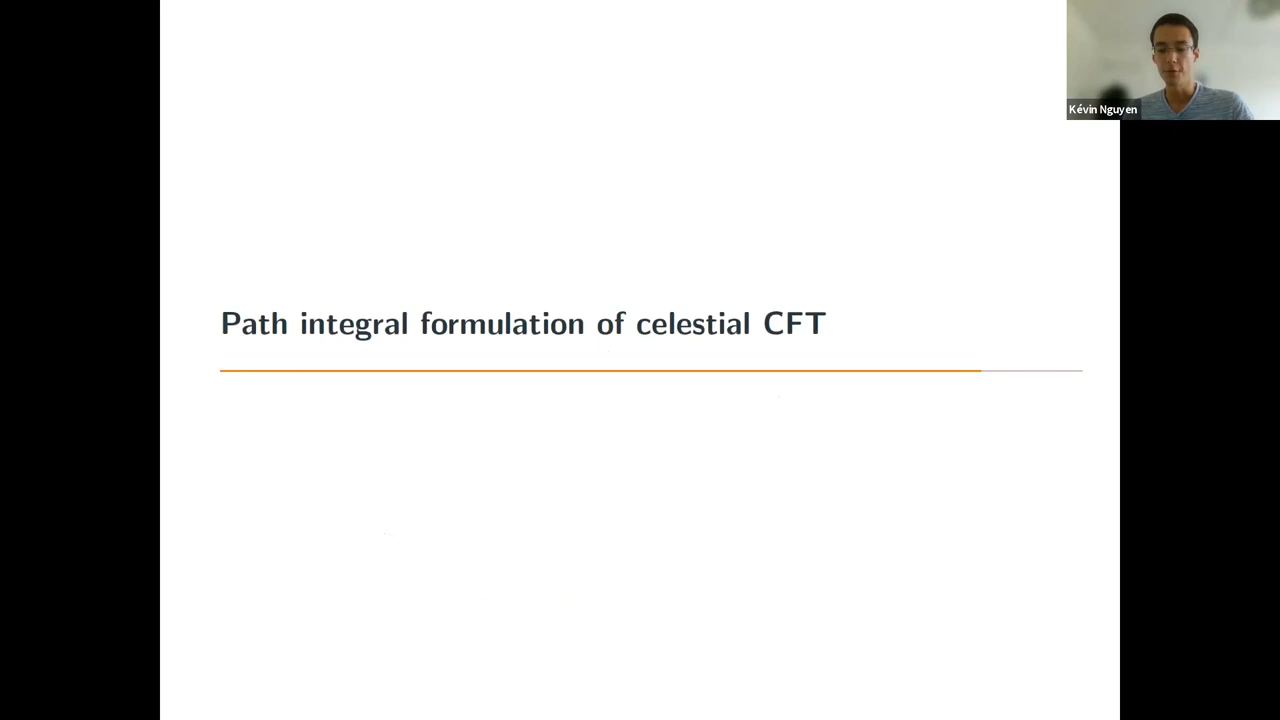 Kévin Nguyen
Path integral formulation of celestial CFT